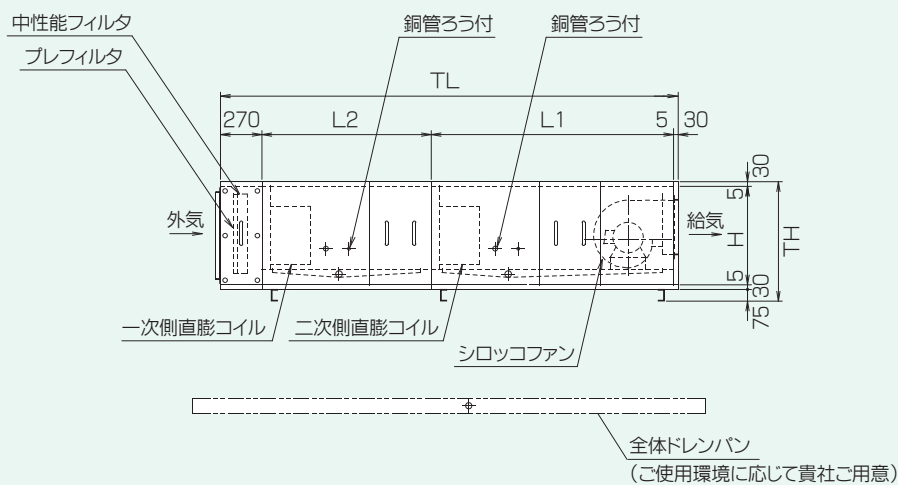 中性能フィルタ
プレフィルタ
銅管ろう付
銅管ろう付
TL
270
L2
L1
5
30
外気
給気
30
5
H
TH
5
30
75
一次側直膨コイル
二次側直膨コイル
シロッコファン
全体ドレンパン
(ご使用環境に応じて貴社ご用意)